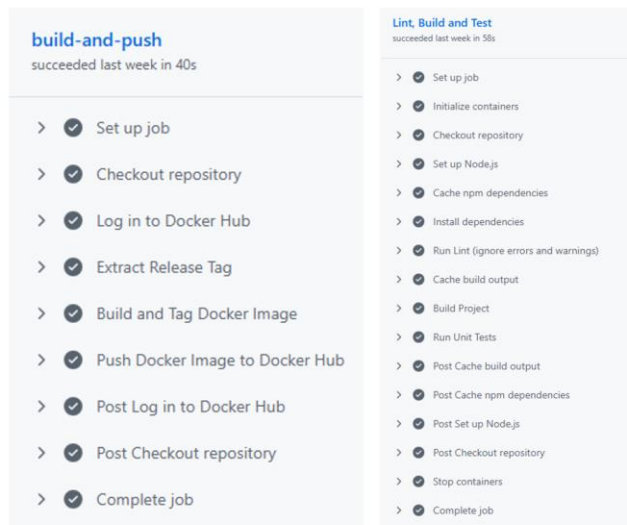 build-and-push
succeeded last week in 40s
Set up job
Checkout repository
Log in to Docker Hub
Extract Release Tag
Build and Tag Docker Image
Push Docker Image to Docker Hub
Post Log in to Docker Hub
Post Checkout repository
Complete job
Lint, Build and Test
succeeded last week in 58s
Set up job
Initialize containers
Checkout repository
Set up Node.js
Cache npm dependencies
Install dependencies
Run Lint (ignore errors and warnings)
Cache build output
Build Project
Run Unit Tests
Post Cache build output
Post Cache npm dependencies
Post Set up Node.js
Post Checkout repository
Stop containers
Complete job